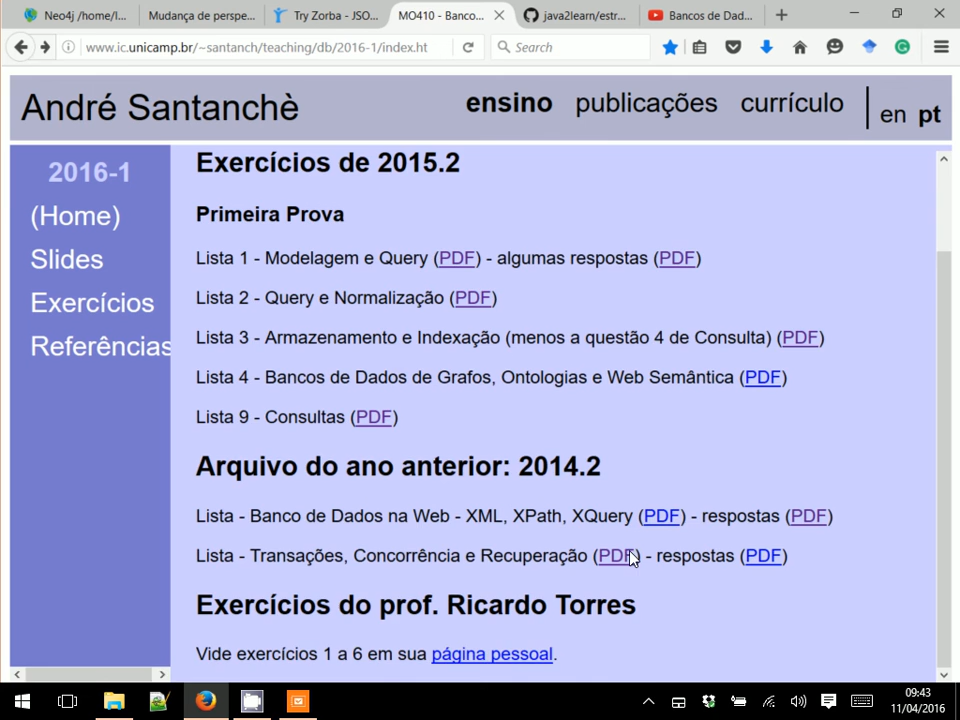 Neo4j /home/l...
Mudança de perspe...
Try Zorba - JSO...
MO410 - Banco...
java2learn/estr...
Bancos de Dad...
www.ic.unicamp.br/~santanch/teaching/db/2016-1/index.ht
Search
André Santanchè
ensino publicações currículo en pt
2016-1
(Home)
Slides
Exercícios
Referências
Exercícios de 2015.2
Primeira Prova
Lista 1 - Modelagem e Query (PDF) - algumas respostas (PDF)
Lista 2 - Query e Normalização (PDF)
Lista 3 - Armazenamento e Indexação (menos a questão 4 de Consulta) (PDF)
Lista 4 - Bancos de Dados de Grafos, Ontologias e Web Semântica (PDF)
Lista 9 - Consultas (PDF)
Arquivo do ano anterior: 2014.2
Lista - Banco de Dados na Web - XML, XPath, XQuery (PDF) - respostas (PDF)
Lista - Transações, Concorrência e Recuperação (PDF) - respostas (PDF)
Exercícios do prof. Ricardo Torres
Vide exercícios 1 a 6 em sua página pessoal.
09:43
11/04/2016